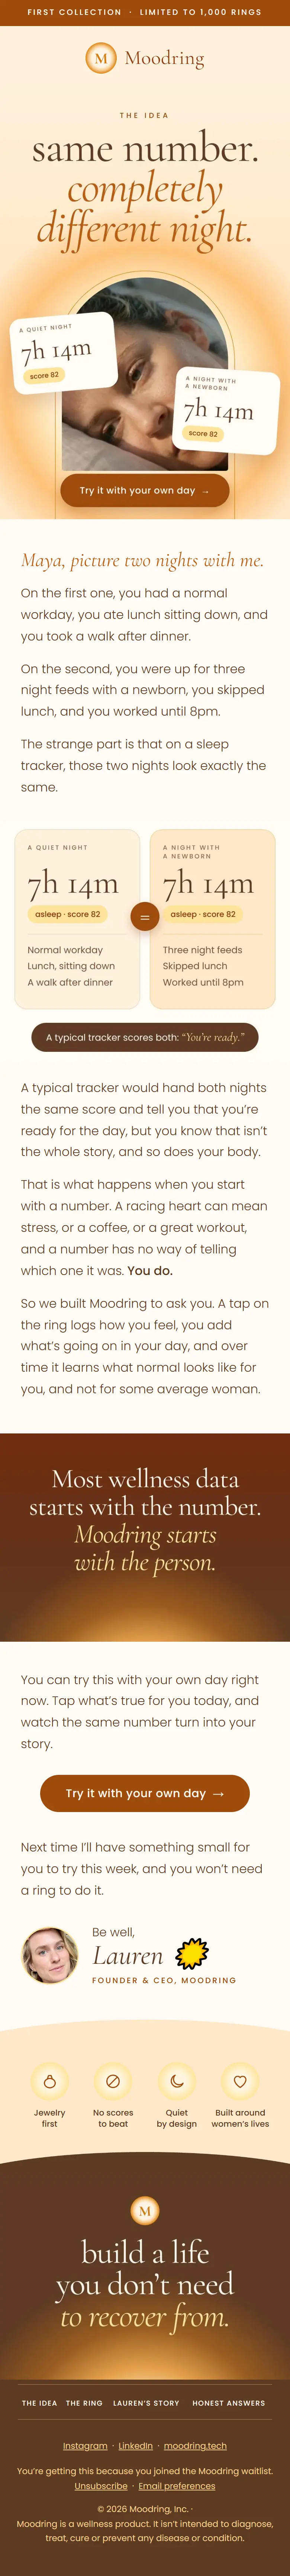 FIRST COLLECTION · LIMITED TO 1,000 RINGS
M Moodring
THE IDEA
same number.
completely
different night.
A QUIET NIGHT
7h 14m
score 82
A NIGHT WITH
A NEWBORN
7h 14m
score 82
Try it with your own day →
Maya, picture two nights with me.
On the first one, you had a normal
workday, you ate lunch sitting down, and
you took a walk after dinner.
On the second, you were up for three
night feeds with a newborn, you skipped
lunch, and you worked until 8pm.
The strange part is that on a sleep
tracker, those two nights look exactly the
same.
A QUIET NIGHT
7h 14m
asleep · score 82
Normal workday
Lunch, sitting down
A walk after dinner
=
A NIGHT WITH
A NEWBORN
7h 14m
asleep · score 82
Three night feeds
Skipped lunch
Worked until 8pm
A typical tracker scores both: “You’re ready.”
A typical tracker would hand both nights
the same score and tell you that you’re
ready for the day, but you know that isn’t
the whole story, and so does your body.
That is what happens when you start
with a number. A racing heart can mean
stress, or a coffee, or a great workout,
and a number has no way of telling
which one it was. You do.
So we built Moodring to ask you. A tap on
the ring logs how you feel, you add
what’s going on in your day, and over
time it learns what normal looks like for
you, and not for some average woman.
Most wellness data
starts with the number.
Moodring starts
with the person.
You can try this with your own day right
now. Tap what’s true for you today, and
watch the same number turn into your
story.
Try it with your own day →
Next time I’ll have something small for
you to try this week, and you won’t need
a ring to do it.
Be well,
Lauren
FOUNDER & CEO, MOODRING
Jewelry
first
No scores
to beat
Quiet
by design
Built around
women’s lives
M
build a life
you don’t need
to recover from.
THE IDEA THE RING LAUREN’S STORY HONEST ANSWERS
Instagram · LinkedIn · moodring.tech
You’re getting this because you joined the Moodring waitlist.
Unsubscribe · Email preferences
© 2026 Moodring, Inc. ·
Moodring is a wellness product. It isn’t intended to diagnose,
treat, cure or prevent any disease or condition.